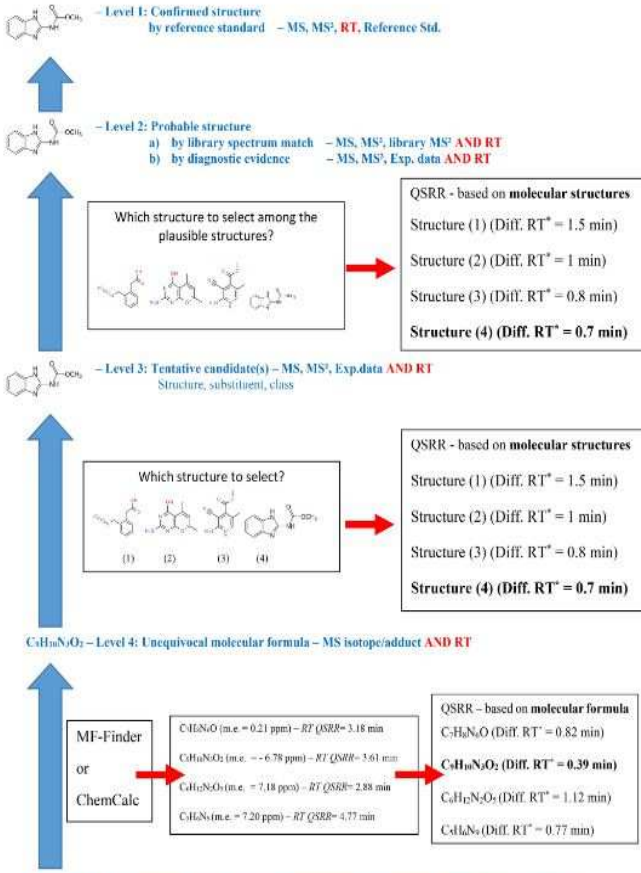 – Level 1: Confirmed structure
by reference standard – MS, MS², RT, Reference Std.
– Level 2: Probable structure
a) by library spectrum match – MS, MS², library MS² AND RT
b) by diagnostic evidence – MS, MS², Exp. data AND RT
Which structure to select among the
plausible structures?
QSRR - based on molecular structures
Structure (1) (Diff. RT* = 1.5 min)
Structure (2) (Diff. RT* = 1 min)
Structure (3) (Diff. RT* = 0.8 min)
Structure (4) (Diff. RT* = 0.7 min)
– Level 3: Tentative candidate(s) – MS, MS², Exp.data AND RT
Structure, substituent, class
Which structure to select?
(1) (2) (3) (4)
QSRR - based on molecular structures
Structure (1) (Diff. RT* = 1.5 min)
Structure (2) (Diff. RT* = 1 min)
Structure (3) (Diff. RT* = 0.8 min)
Structure (4) (Diff. RT* = 0.7 min)
C₉H₁₀N₃O₂ – Level 4: Unequivocal molecular formula – MS isotope/adduct AND RT
MF-Finder
or
ChemCalc
(m.e. = 0.21 ppm) – RT QSRR= 3.18 min
(m.e. = - 6.78 ppm) – RT QSRR= 3.61 min
(m.e. = 7.18 ppm) – RT QSRR= 2.88 min
(m.e. = 7.20 ppm) – RT QSRR= 4.77 min
QSRR – based on molecular formula
C₇H₈N₆O (Diff. RT* = 0.82 min)
C₉H₁₀N₃O₂ (Diff. RT* = 0.39 min)
C₆H₁₂N₂O₅ (Diff. RT* = 1.12 min)
C₅H₆N₉ (Diff. RT* = 0.77 min)